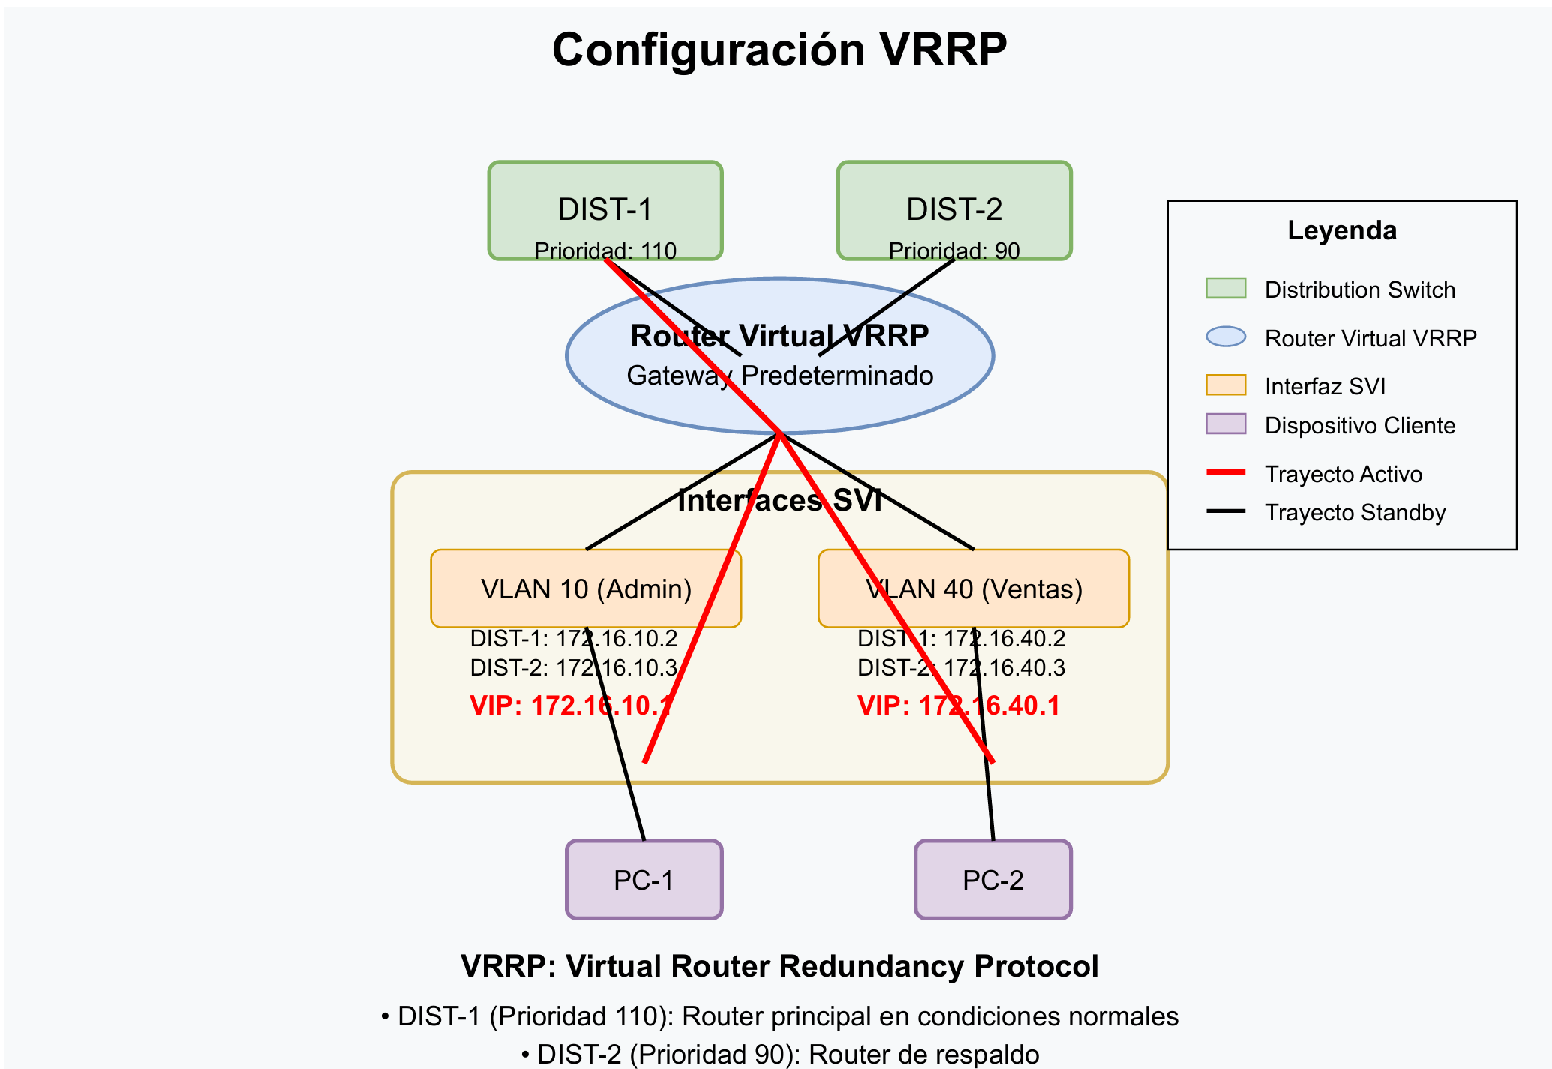 Configuración VRRP
DIST-1
Prioridad: 110
DIST-2
Prioridad: 90
Router Virtual VRRP
Gateway Predeterminado
Leyenda
Distribution Switch
Router Virtual VRRP
Interfaz SVI
Dispositivo Cliente
Trayecto Activo
Trayecto Standby
Interfaces SVI
VLAN 10 (Admin)
DIST-1: 172.16.10.2
DIST-2: 172.16.10.3
VIP: 172.16.10.1
VLAN 40 (Ventas)
DIST-1: 172.16.40.2
DIST-2: 172.16.40.3
VIP: 172.16.40.1
PC-1
PC-2
VRRP: Virtual Router Redundancy Protocol
• DIST-1 (Prioridad 110): Router principal en condiciones normales
• DIST-2 (Prioridad 90): Router de respaldo